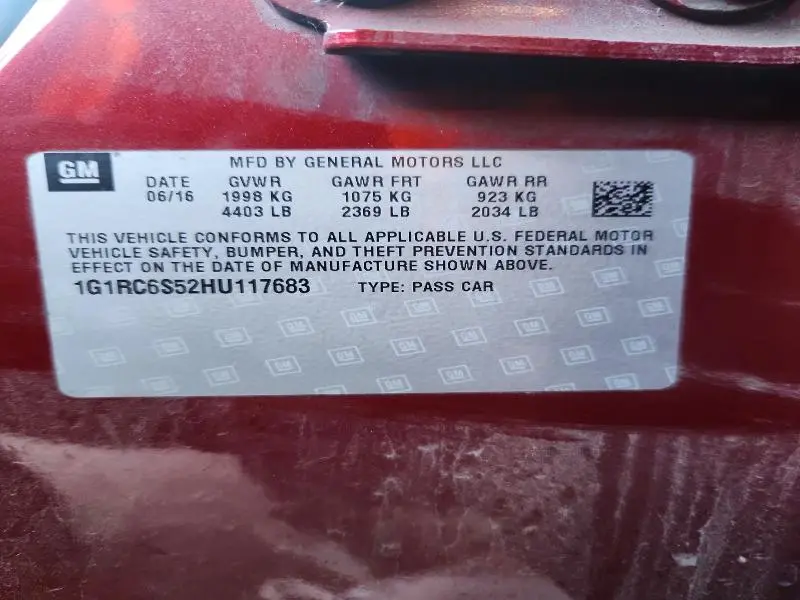 GM
MFD BY GENERAL MOTORS LLC
DATE GVWR GAWR FRT GAWR RR
06/16 1998 KG 1075 KG 923 KG
4403 LB 2369 LB 2034 LB
THIS VEHICLE CONFORMS TO ALL APPLICABLE U.S. FEDERAL MOTOR
VEHICLE SAFETY, BUMPER, AND THEFT PREVENTION STANDARDS IN
EFFECT ON THE DATE OF MANUFACTURE SHOWN ABOVE.
1G1RC6S52HU117683 TYPE: PASS CAR